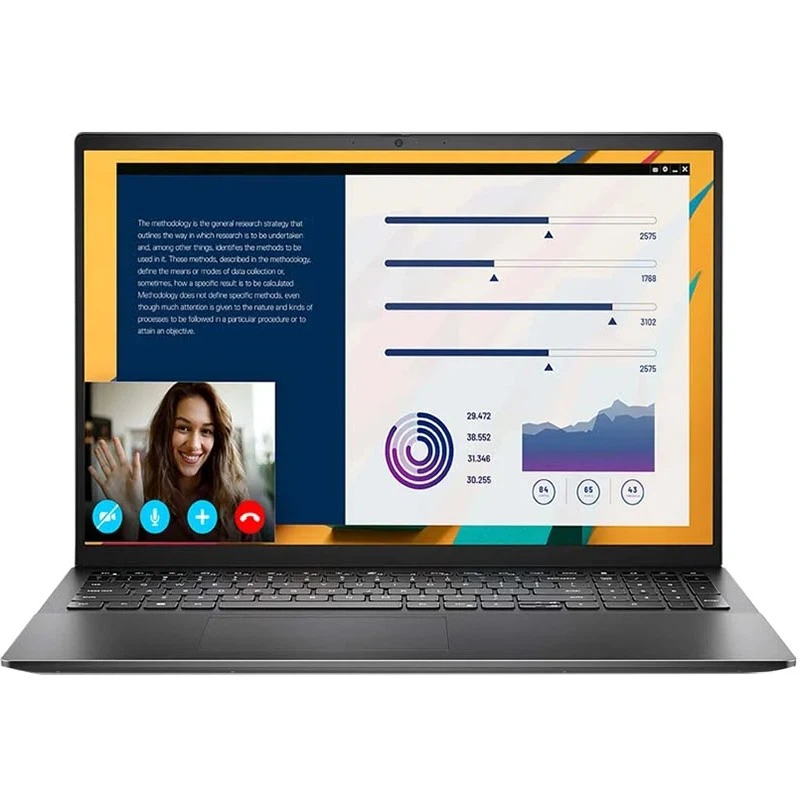 The methodology is the general research strategy that
outlines the way in which research is to be undertaken
and, among other things, identifies the methods to be
used in it. These methods, described in the methodology,
define the means or modes of data collection or,
sometimes, how a specific result is to be calculated
Methodology does not define specific methods, even
though much attention is given to the nature and kinds of
processes to be followed in a particular procedure or to
attain an objective.
2575
1768
3102
2575
29.472
38.552
31.346
30.255
84
65
43